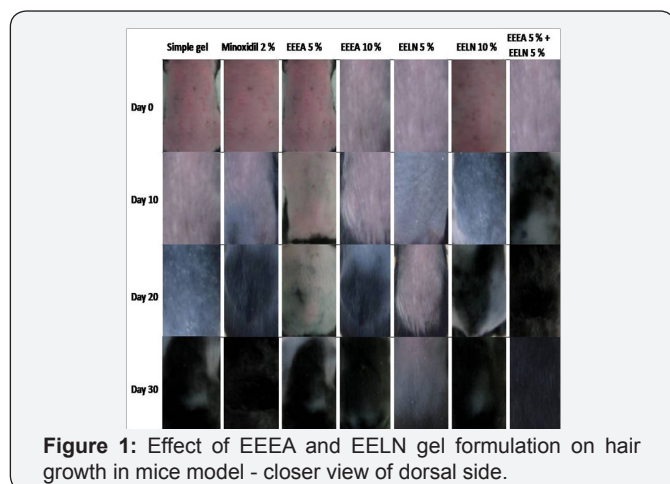 Simple gel Minoxidil 2 % EEEA 5 % EEEA 10 % EELN 5 % EELN 10 % EEEA 5 % + EELN 5 %
Day 0
Day 10
Day 20
Day 30
Figure 1: Effect of EEEA and EELN gel formulation on hair
growth in mice model - closer view of dorsal side.